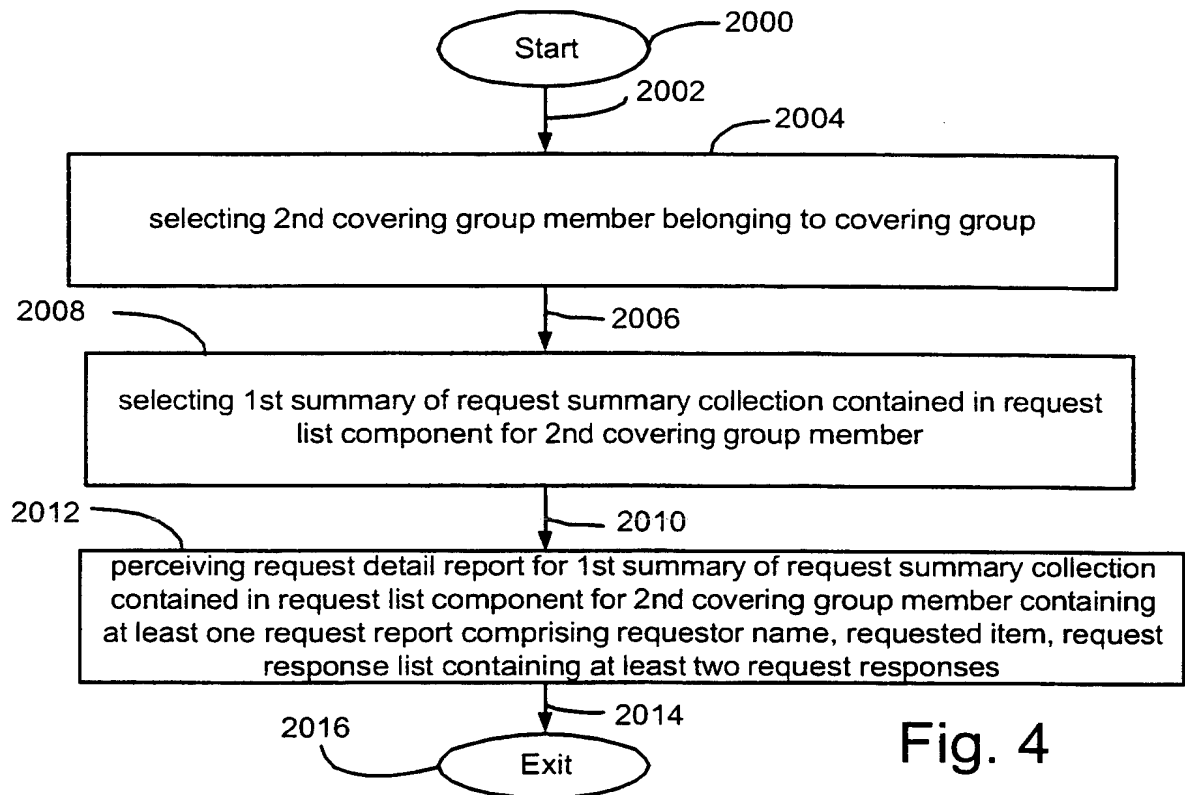 Start
2000
2002
2004
selecting 2nd covering group member belonging to covering group
2008
2006
selecting 1st summary of request summary collection contained in request
list component for 2nd covering group member
2012
2010
perceiving request detail report for 1st summary of request summary collection
contained in request list component for 2nd covering group member containing
at least one request report comprising requestor name, requested item, request
response list containing at least two request responses
2016
2014
Exit
Fig. 4